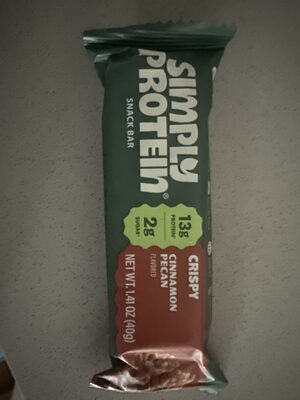 SIMPLY
PROTEIN®
SNACK BAR
13g
PROTEIN*
2g
SUGAR*
CRISPY
CINNAMON
PECAN
FLAVORED
NET WT. 1.41 OZ (40g)